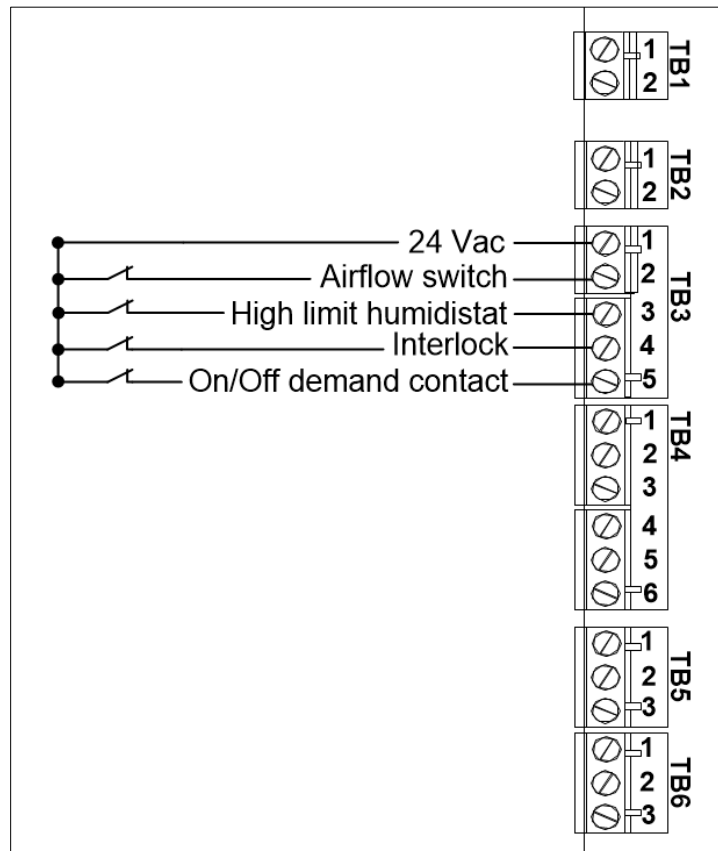 1
TB1
2
1
TB2
2
24 Vac
1
Airflow switch
2
TB3
High limit humidistat
3
Interlock
4
On/Off demand contact
5
1
TB4
2
3
4
5
6
1
TB5
2
3
1
TB6
2
3